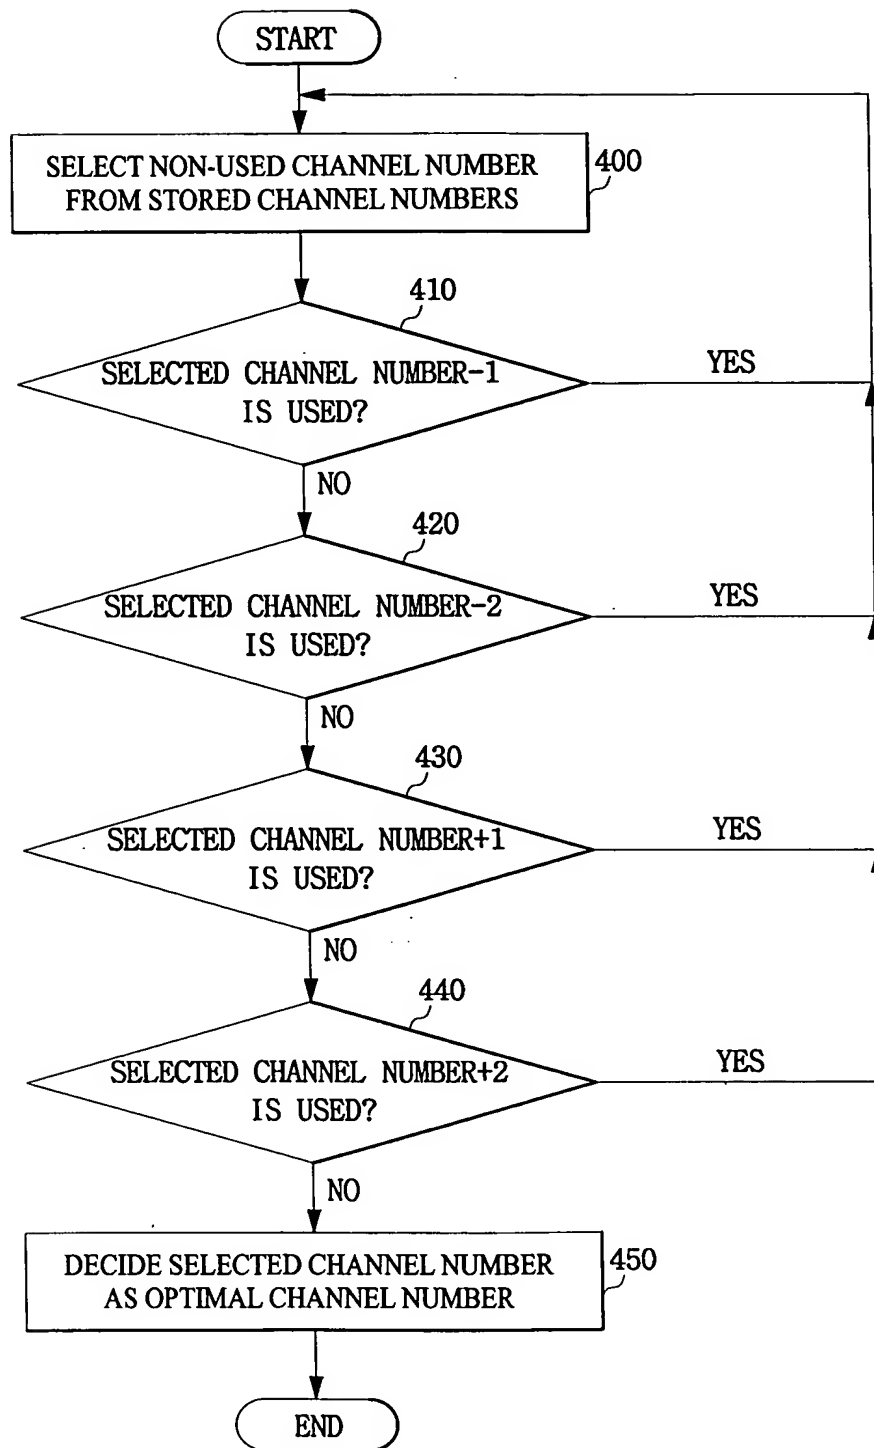 START
SELECT NON-USED CHANNEL NUMBER
FROM STORED CHANNEL NUMBERS
400
410
SELECTED CHANNEL NUMBER-1
IS USED?
YES
NO
420
SELECTED CHANNEL NUMBER-2
IS USED?
YES
NO
430
SELECTED CHANNEL NUMBER+1
IS USED?
YES
NO
440
SELECTED CHANNEL NUMBER+2
IS USED?
YES
NO
DECIDE SELECTED CHANNEL NUMBER
AS OPTIMAL CHANNEL NUMBER
450
END